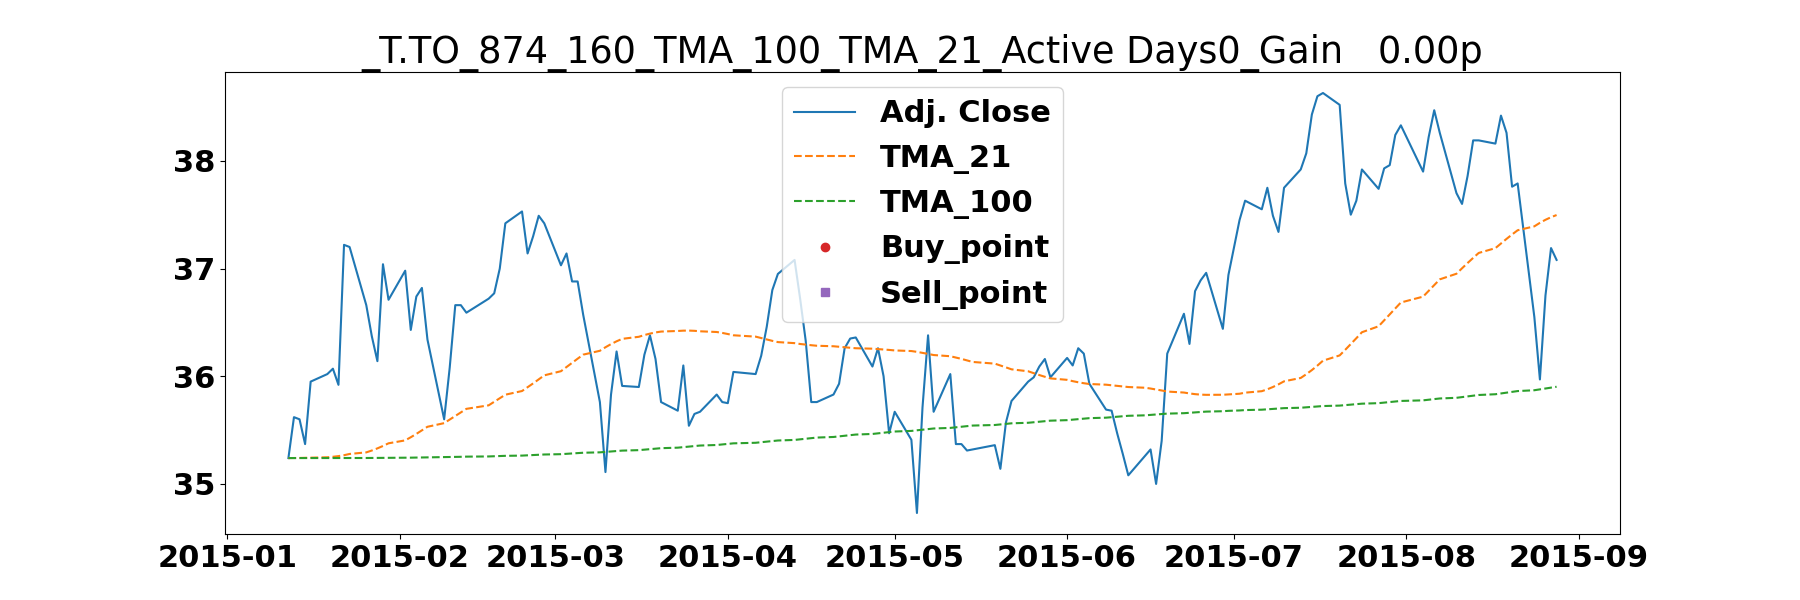 _T.TO_874_160_TMA_100_TMA_21_Active Days0_Gain   0.00p
Adj. Close
TMA_21
TMA_100
Buy_point
Sell_point
38
37
36
35
2015-01 2015-02 2015-03 2015-04 2015-05 2015-06 2015-07 2015-08 2015-09